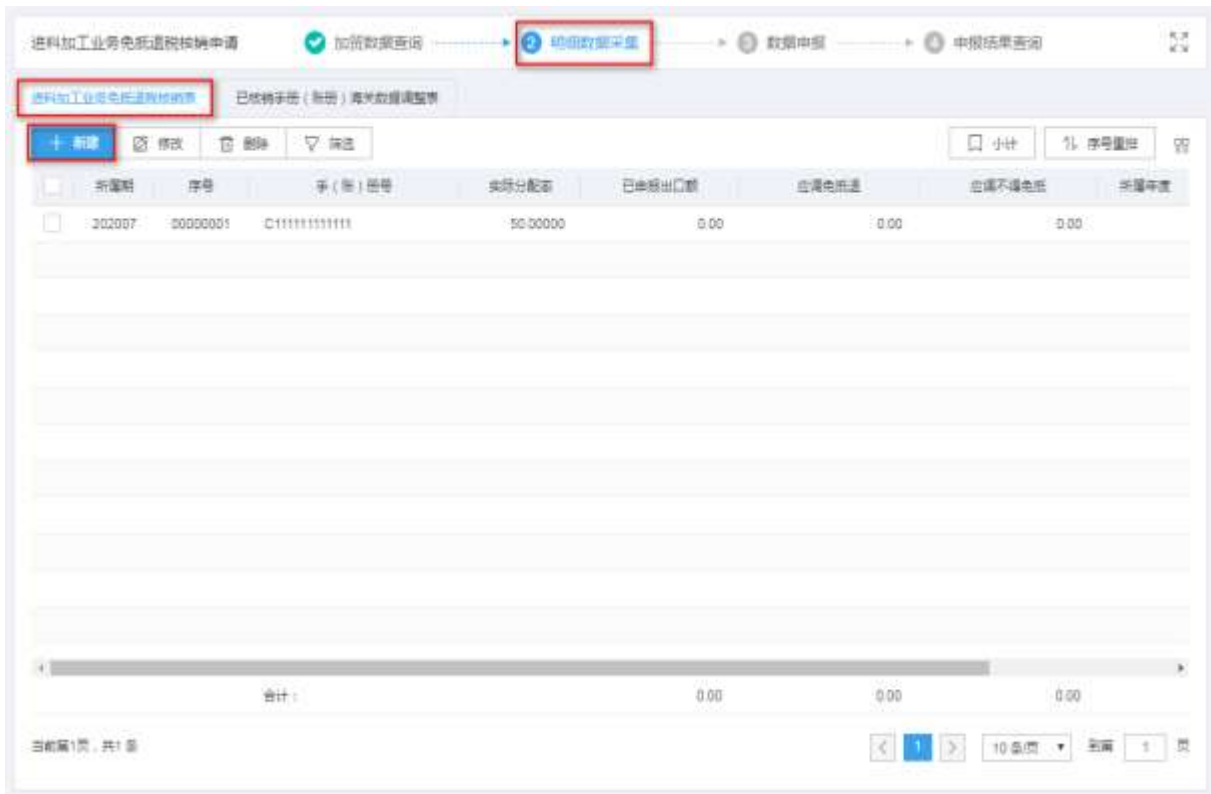 进料加工业务免抵退税核销申请 加贸数据查询 2 明细数据采集 3 数据申报 4 申报结果查询
进料加工业务免抵退税核销表 已核销手册（账册）海关数据调整表
新建 修改 删除 筛选 小计 序号重排
所属期 序号 手（账）册号 实际分配率 已申报出口额 应调免抵退 应调不得免抵 所属年度
202007 00000001 C111111111111 50.00000 0.00 0.00 0.00
合计： 0.00 0.00 0.00
当前第1页，共1条 1 10条/页 到第 1 页